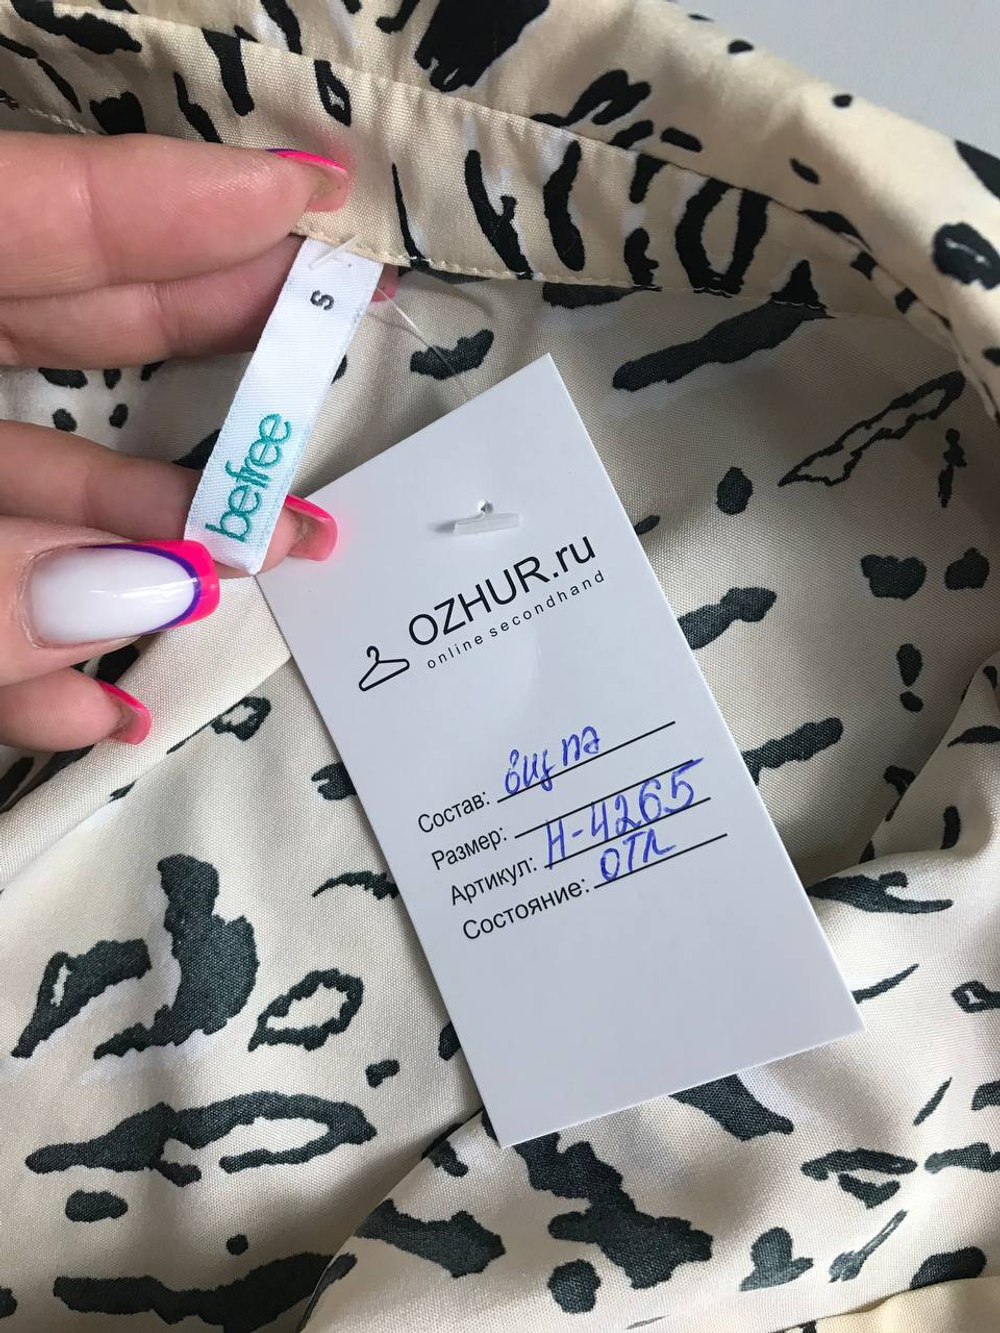 S
befree
OZHUR.ru
online secondhand
Состав:
Размер:
Артикул: Н-4265
Состояние: отл